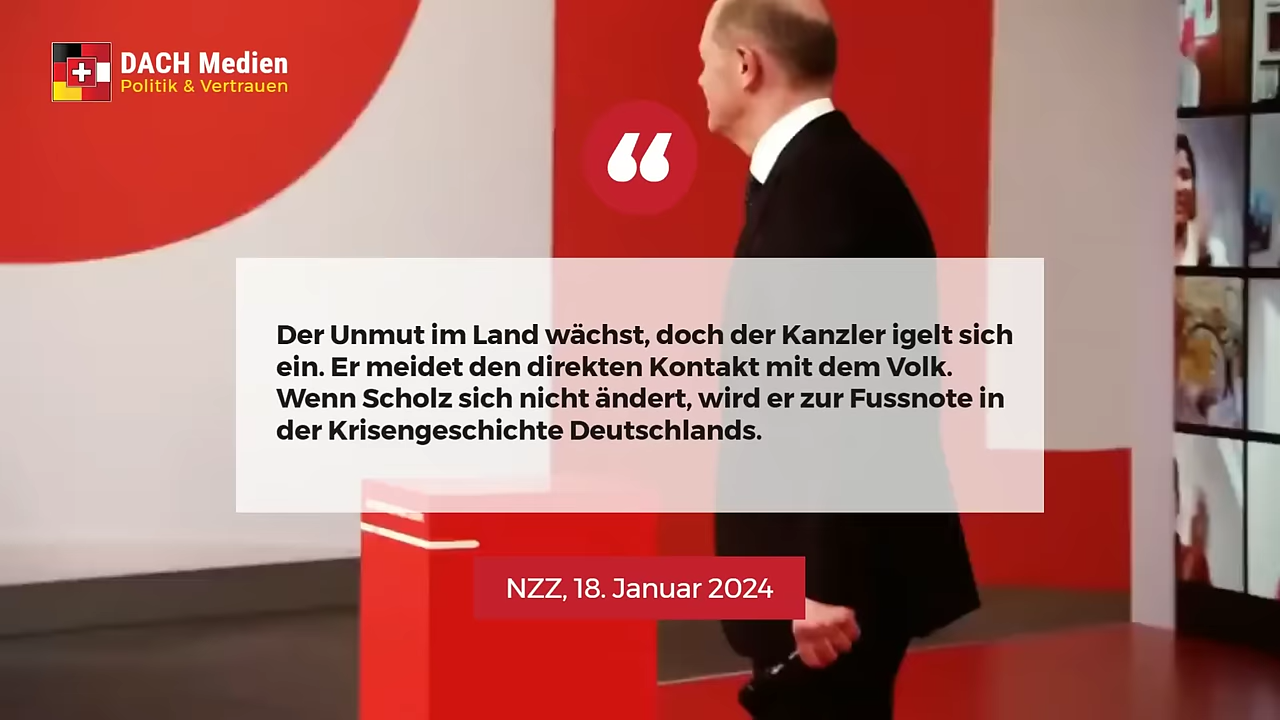 DACH Medien
Politik & Vertrauen
“
Der Unmut im Land wächst, doch der Kanzler igelt sich
ein. Er meidet den direkten Kontakt mit dem Volk.
Wenn Scholz sich nicht ändert, wird er zur Fussnote in
der Krisengeschichte Deutschlands.
NZZ, 18. Januar 2024